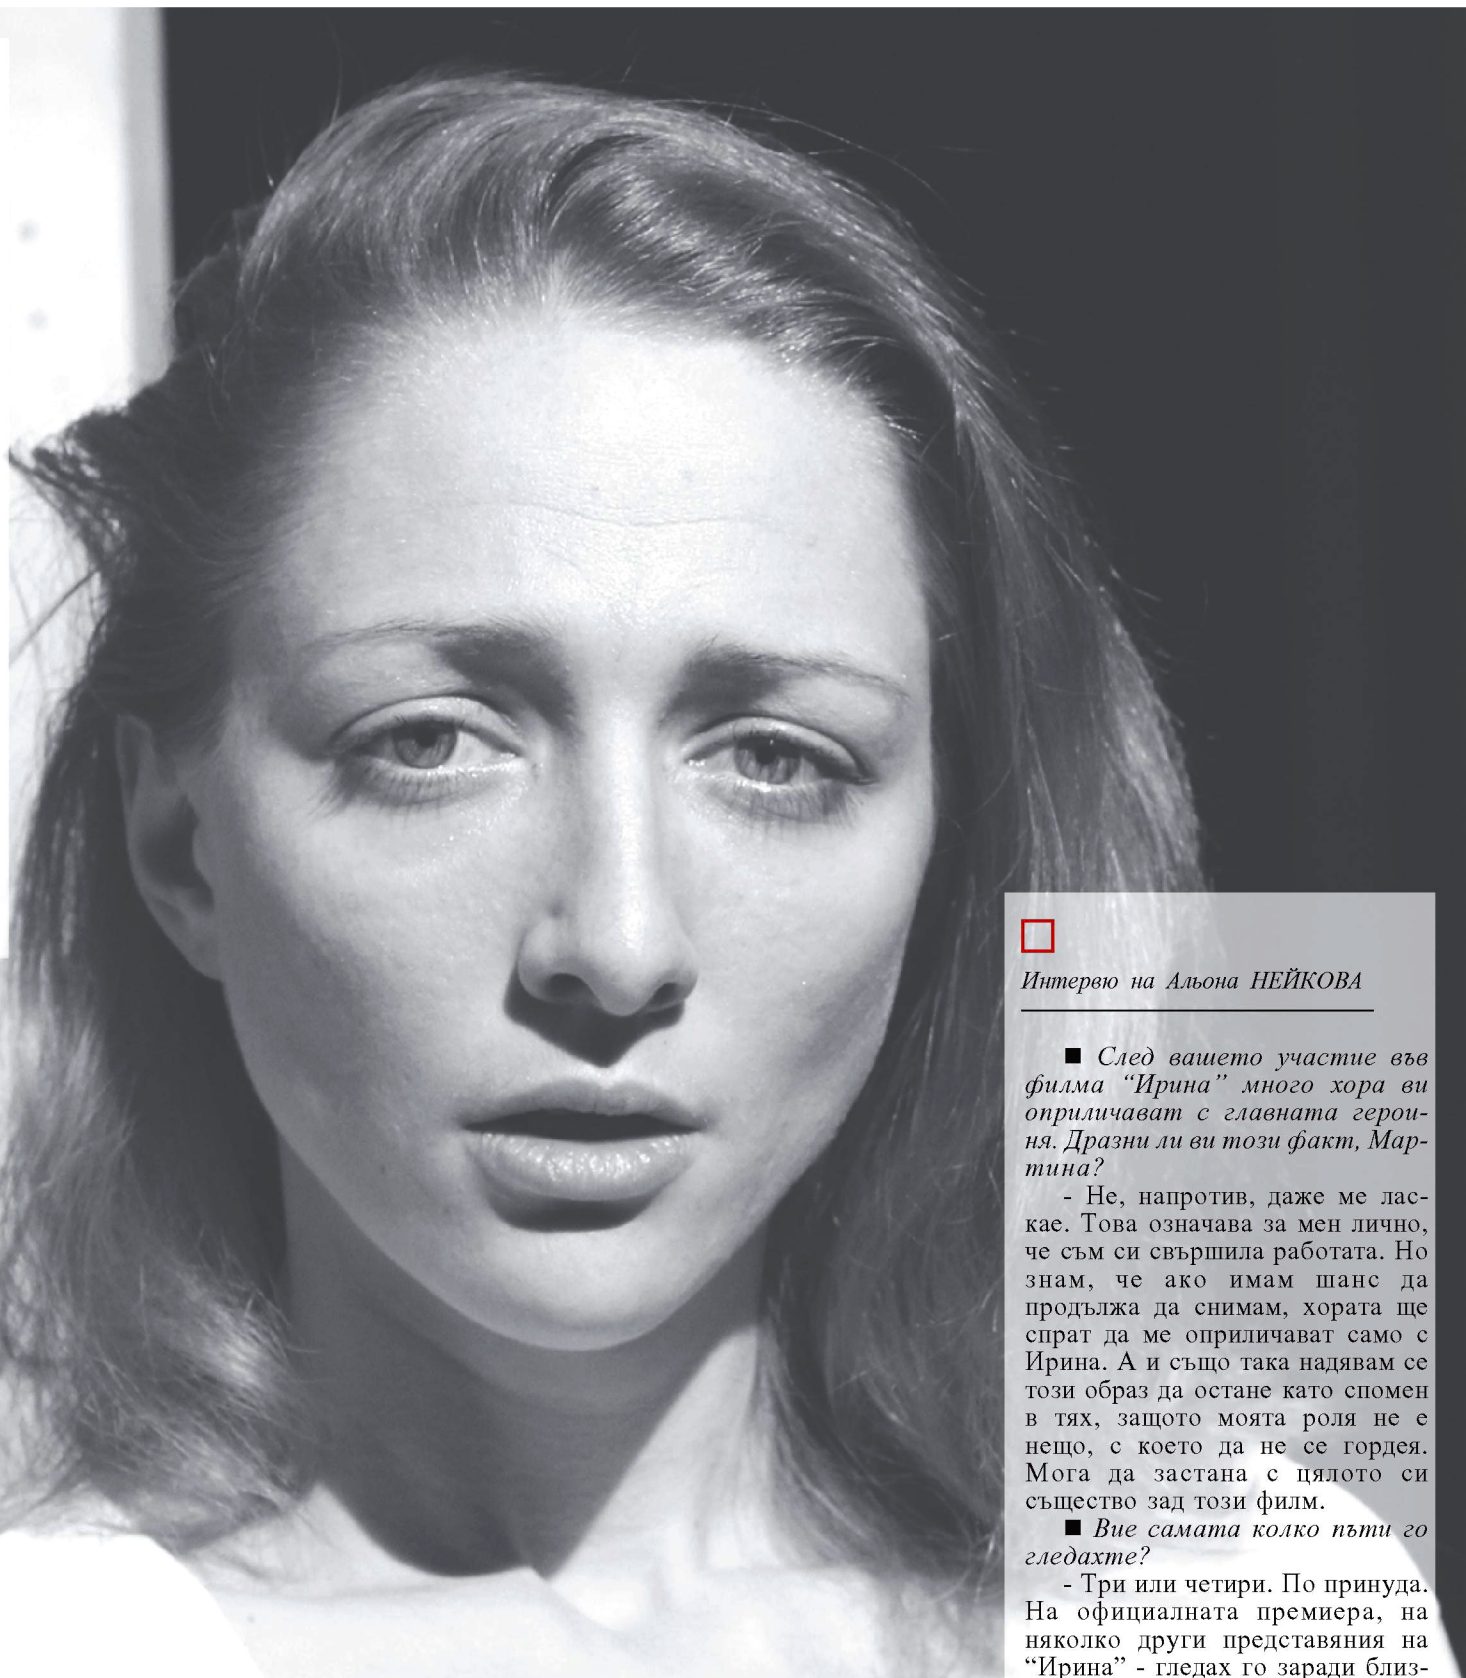 Интервю на Альона НЕЙКОВА
■ След вашето участие във
филма “Ирина” много хора ви
оприличават с главната герои-
ня. Дразни ли ви този факт, Мар-
тина?
- Не, напротив, даже ме лас-
кае. Това означава за мен лично,
че съм си свършила работата. Но
знам, че ако имам шанс да
продължа да снимам, хората ще
спрат да ме оприличават само с
Ирина. А и също така надявам се
този образ да остане като спомен
в тях, защото моята роля не е
нещо, с което да не се гордея.
Мога да застана с цялото си
същество зад този филм.
■ Вие самата колко пъти го
гледахте?
- Три или четири. По принуда.
На официалната премиера, на
няколко други представяния на
“Ирина” - гледах го заради близ-